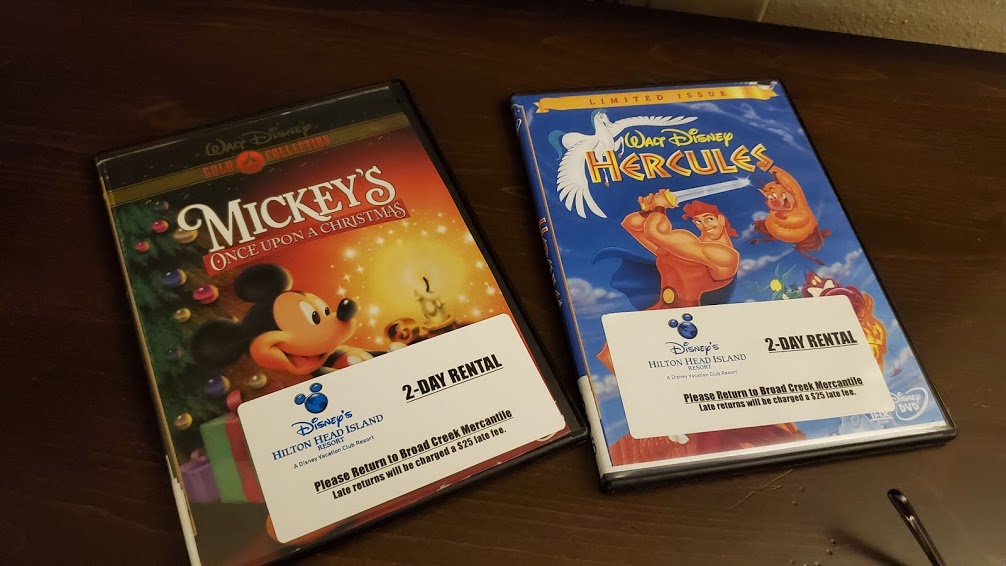 Walt Disney
GOLD COLLECTION
MICKEY'S
ONCE UPON A CHRISTMAS
Disney's
HILTON HEAD ISLAND
RESORT
A Disney Vacation Club Resort
2-DAY RENTAL
Please Return to Broad Creek Mercantile
Late returns will be charged a $25 late fee.
LIMITED ISSUE
WALT DISNEY
HERCULES
Disney's
HILTON HEAD ISLAND
RESORT
A Disney Vacation Club Resort
2-DAY RENTAL
Please Return to Broad Creek Mercantile
Late returns will be charged a $25 late fee.
Disney
DVD